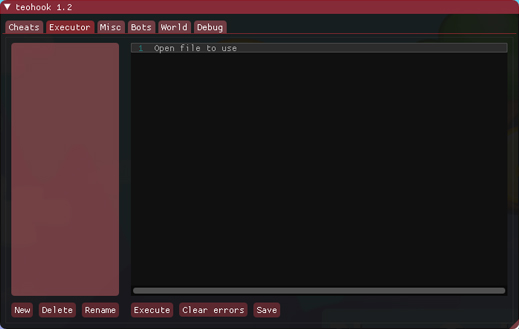 teohook 1.2
Cheats Executor Misc Bots World Debug
1 Open file to use
New Delete Rename Execute Clear errors Save